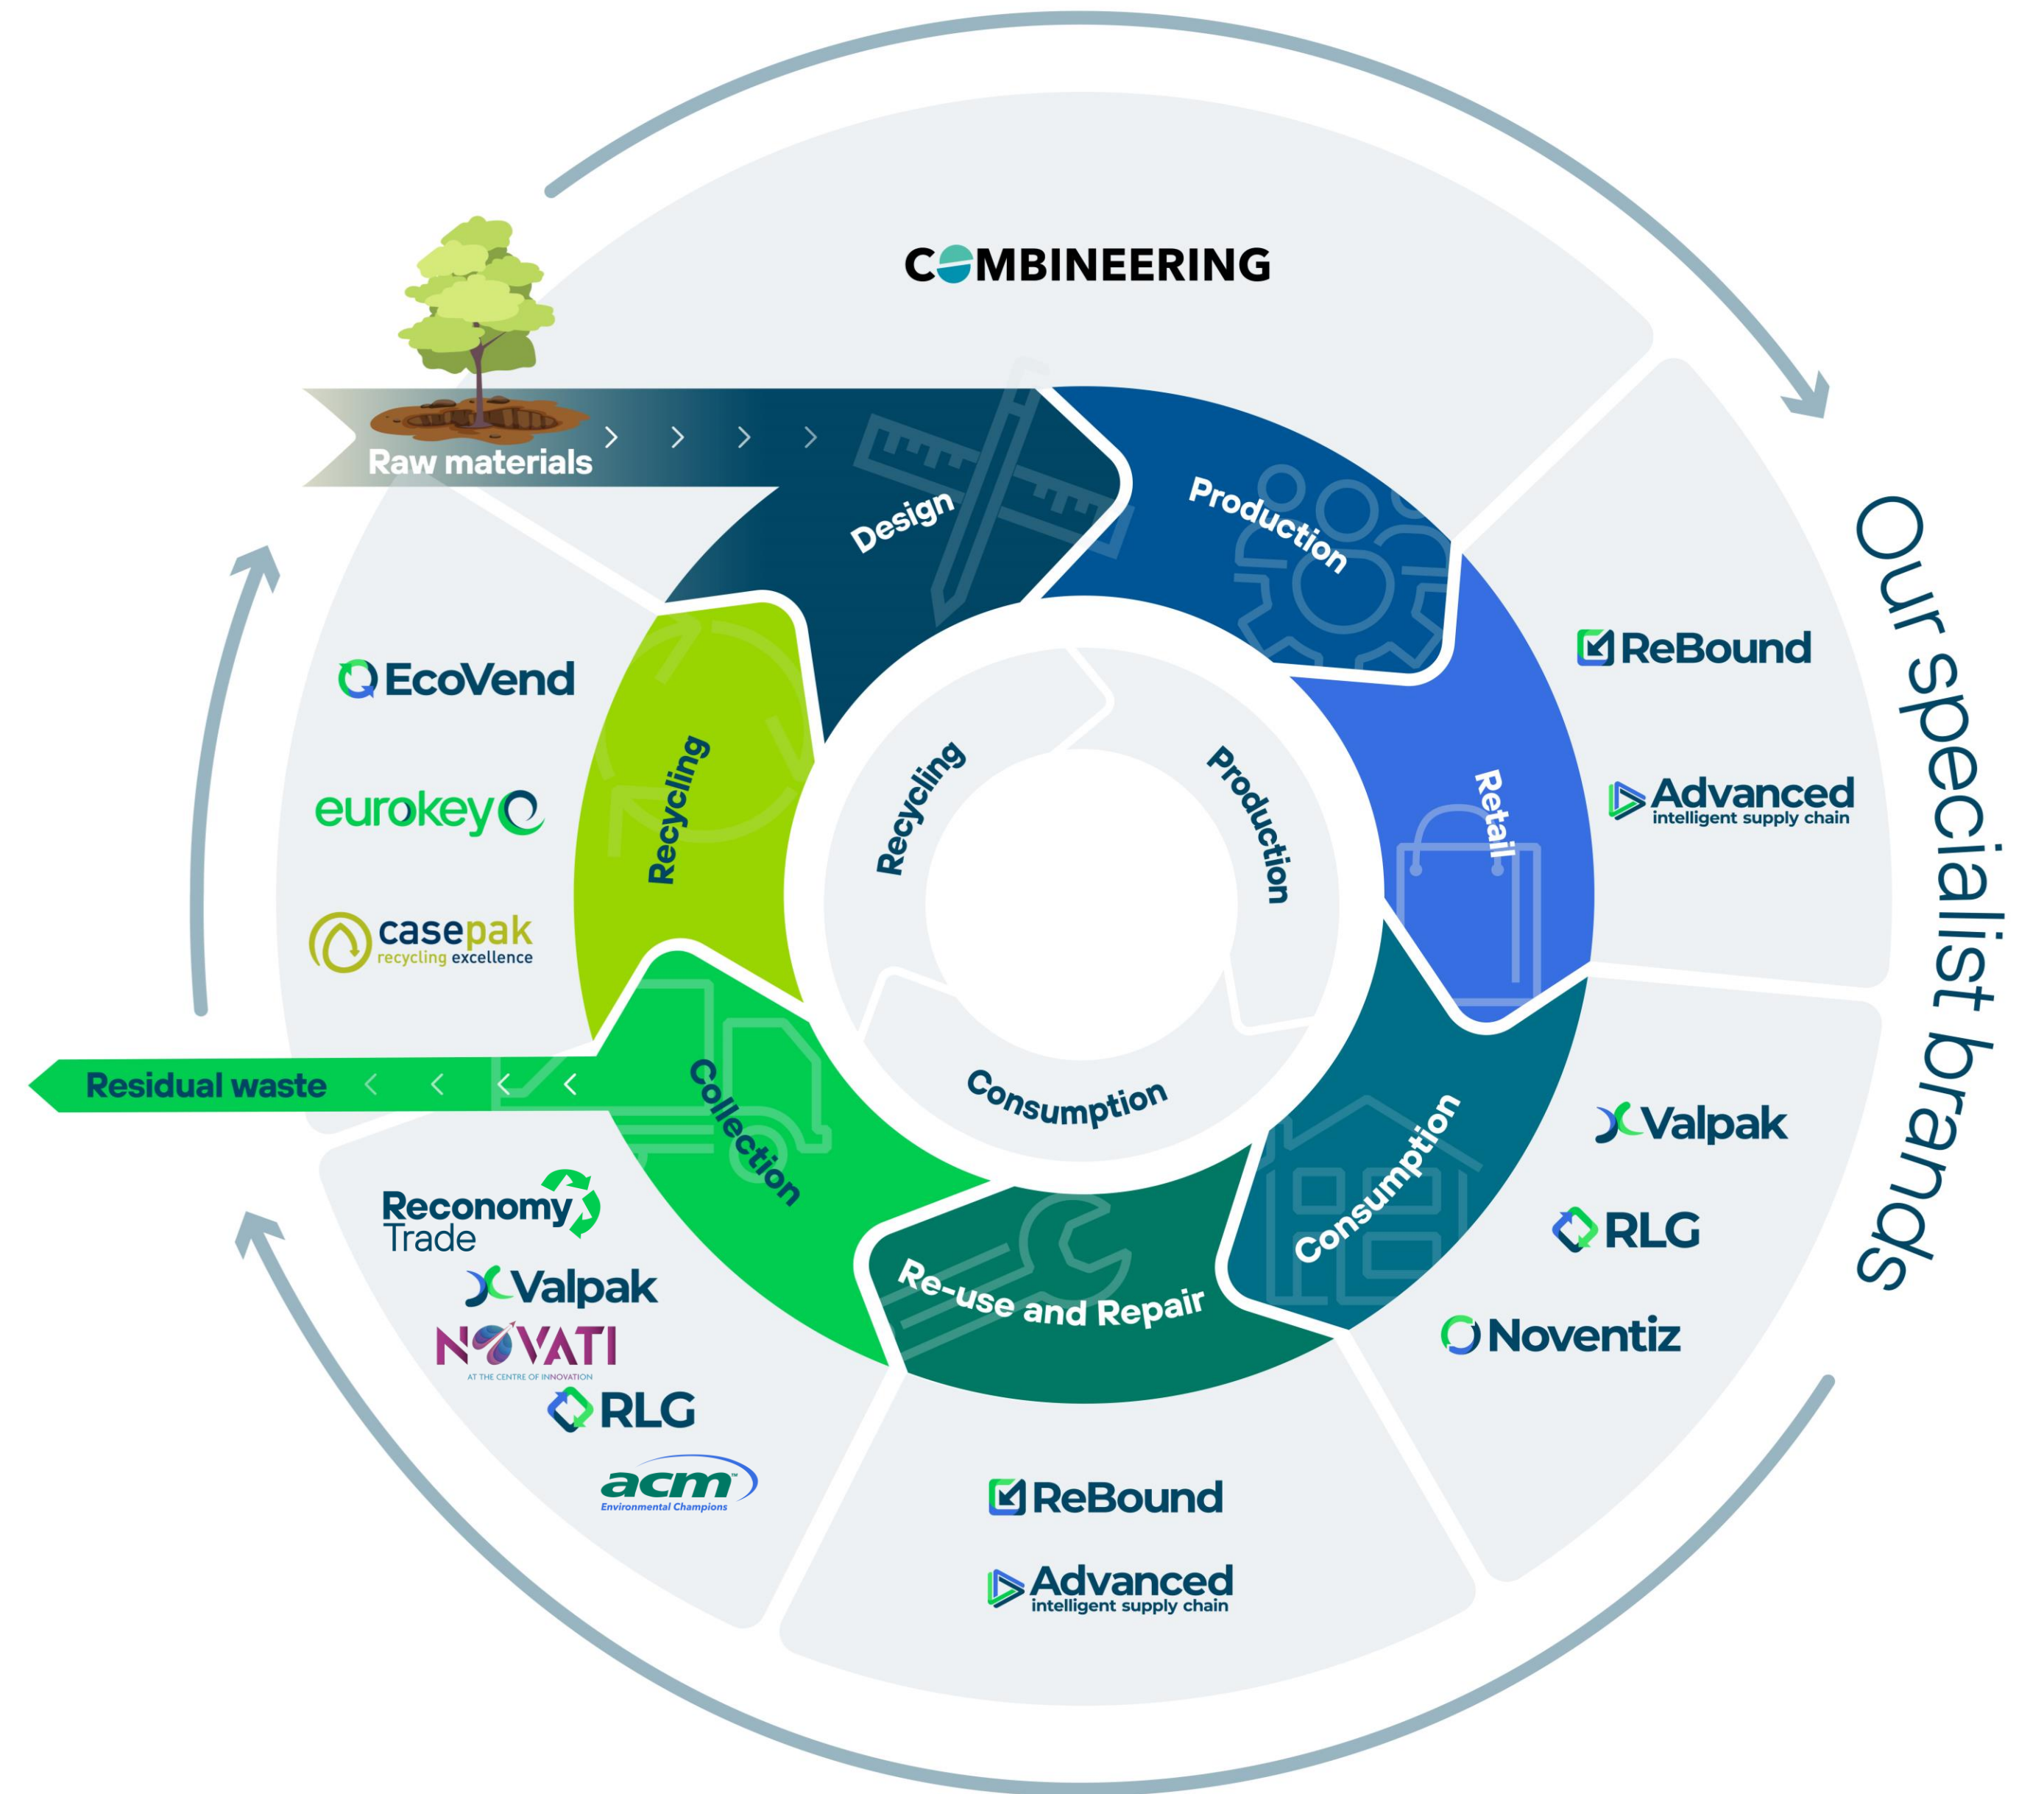 COMBINEERING
Raw materials
Design
Production
Retail
Consumption
Re-use and Repair
Collection
Recycling
Residual waste
Recycling
Production
Consumption
ReBound
Advanced
intelligent supply chain
Valpak
RLG
Noventiz
ReBound
Advanced
intelligent supply chain
Reconomy
Trade
Valpak
NOVATI
AT THE CENTRE OF INNOVATION
RLG
acm™
Environmental Champions
EcoVend
eurokey
casepak
recycling excellence
Our specialist brands